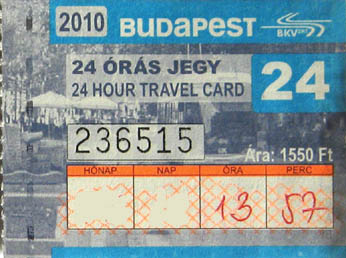 2010 BUDAPEST BKV ZRT
24 ÓRÁS JEGY
24 HOUR TRAVEL CARD 24
236515
Ára: 1550 Ft
HÓNAP NAP ÓRA PERC
13 57